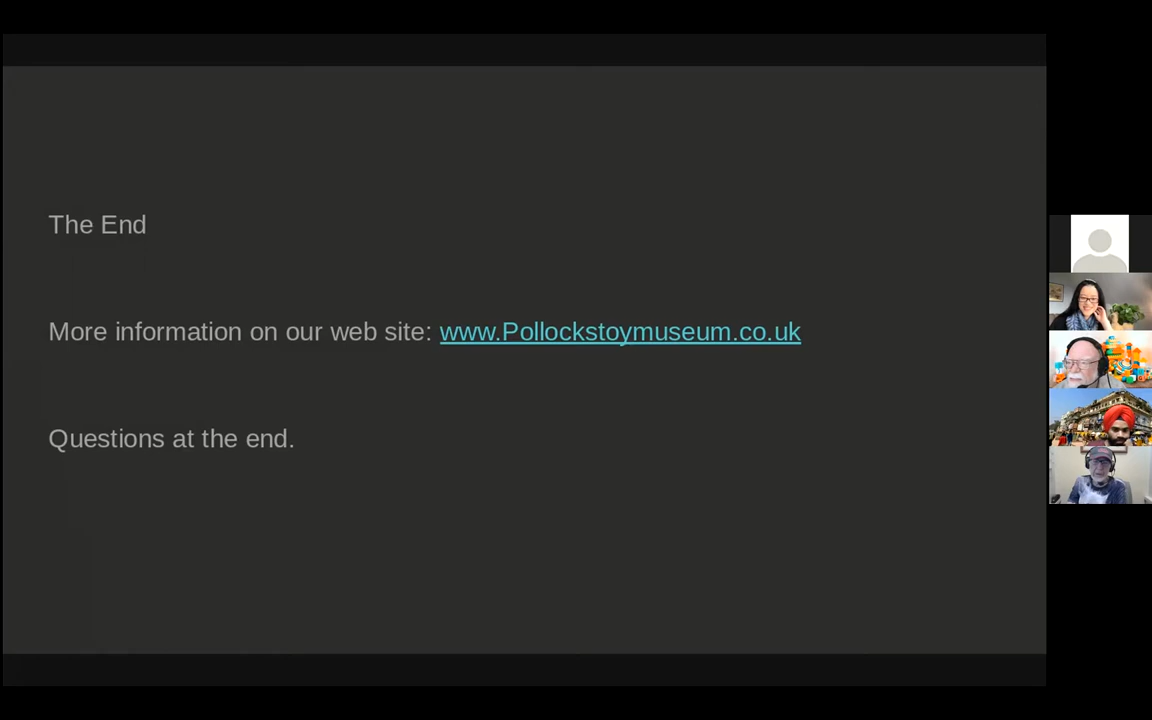 The End
More information on our web site: www.Pollockstoymuseum.co.uk
Questions at the end.